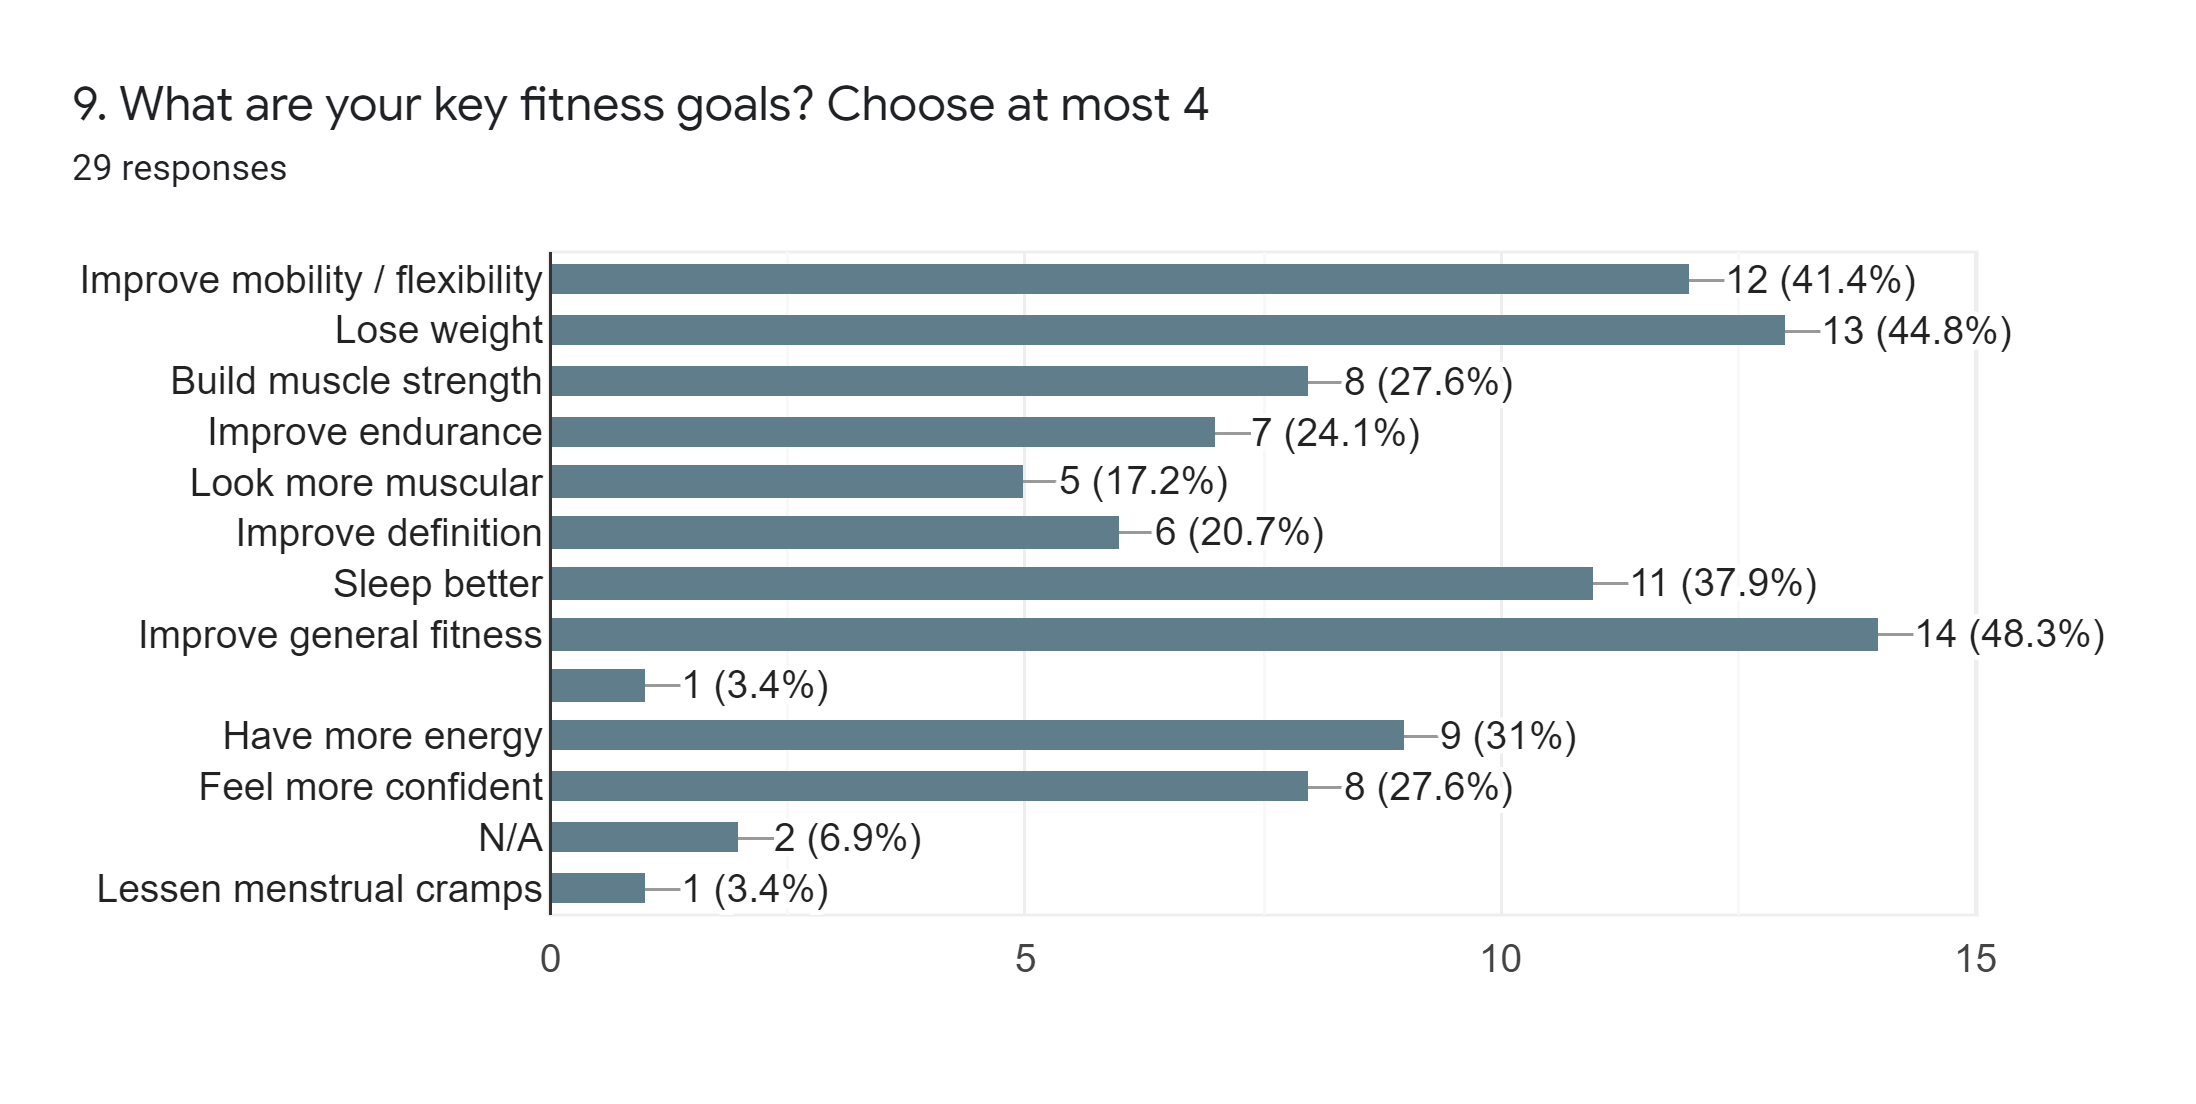 9. What are your key fitness goals? Choose at most 4
29 responses
Improve mobility / flexibility 12 (41.4%)
Lose weight 13 (44.8%)
Build muscle strength 8 (27.6%)
Improve endurance 7 (24.1%)
Look more muscular 5 (17.2%)
Improve definition 6 (20.7%)
Sleep better 11 (37.9%)
Improve general fitness 14 (48.3%)
1 (3.4%)
Have more energy 9 (31%)
Feel more confident 8 (27.6%)
N/A 2 (6.9%)
Lessen menstrual cramps 1 (3.4%)
0 5 10 15